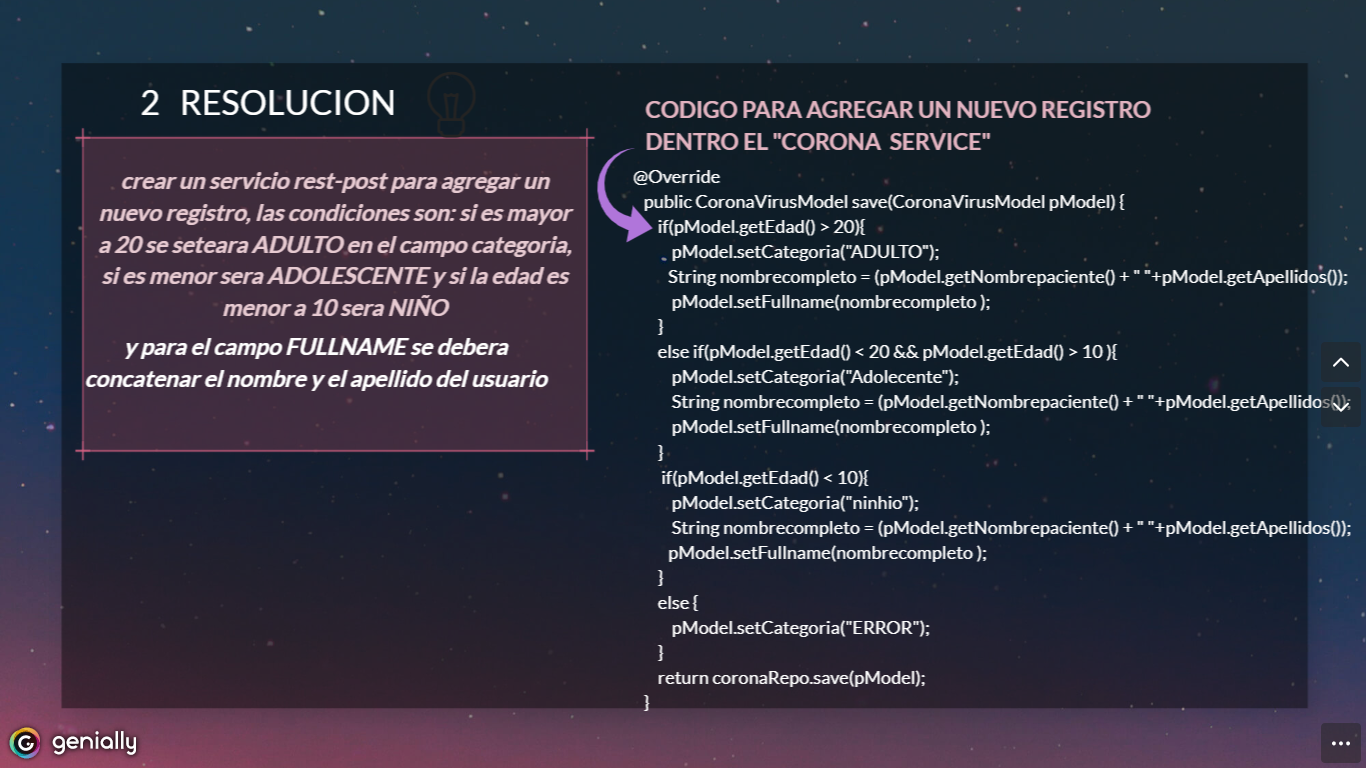 2 RESOLUCION
crear un servicio rest-post para agregar un
nuevo registro, las condiciones son: si es mayor
a 20 se seteara ADULTO en el campo categoria,
si es menor sera ADOLESCENTE y si la edad es
menor a 10 sera NIÑO
y para el campo FULLNAME se debera
concatenar el nombre y el apellido del usuario
CODIGO PARA AGREGAR UN NUEVO REGISTRO
DENTRO EL "CORONA SERVICE"
@Override
public CoronaVirusModel save(CoronaVirusModel pModel) {
if(pModel.getEdad() > 20){
pModel.setCategoria("ADULTO");
String nombrecompleto = (pModel.getNombrepaciente() + " "+pModel.getApellidos());
pModel.setFullname(nombrecompleto );
}
else if(pModel.getEdad() < 20 && pModel.getEdad() > 10 ){
pModel.setCategoria("Adolecente");
String nombrecompleto = (pModel.getNombrepaciente() + " "+pModel.getApellidos());
pModel.setFullname(nombrecompleto );
}
if(pModel.getEdad() < 10){
pModel.setCategoria("ninhio");
String nombrecompleto = (pModel.getNombrepaciente() + " "+pModel.getApellidos());
pModel.setFullname(nombrecompleto );
}
else {
pModel.setCategoria("ERROR");
}
return coronaRepo.save(pModel);
}
genially